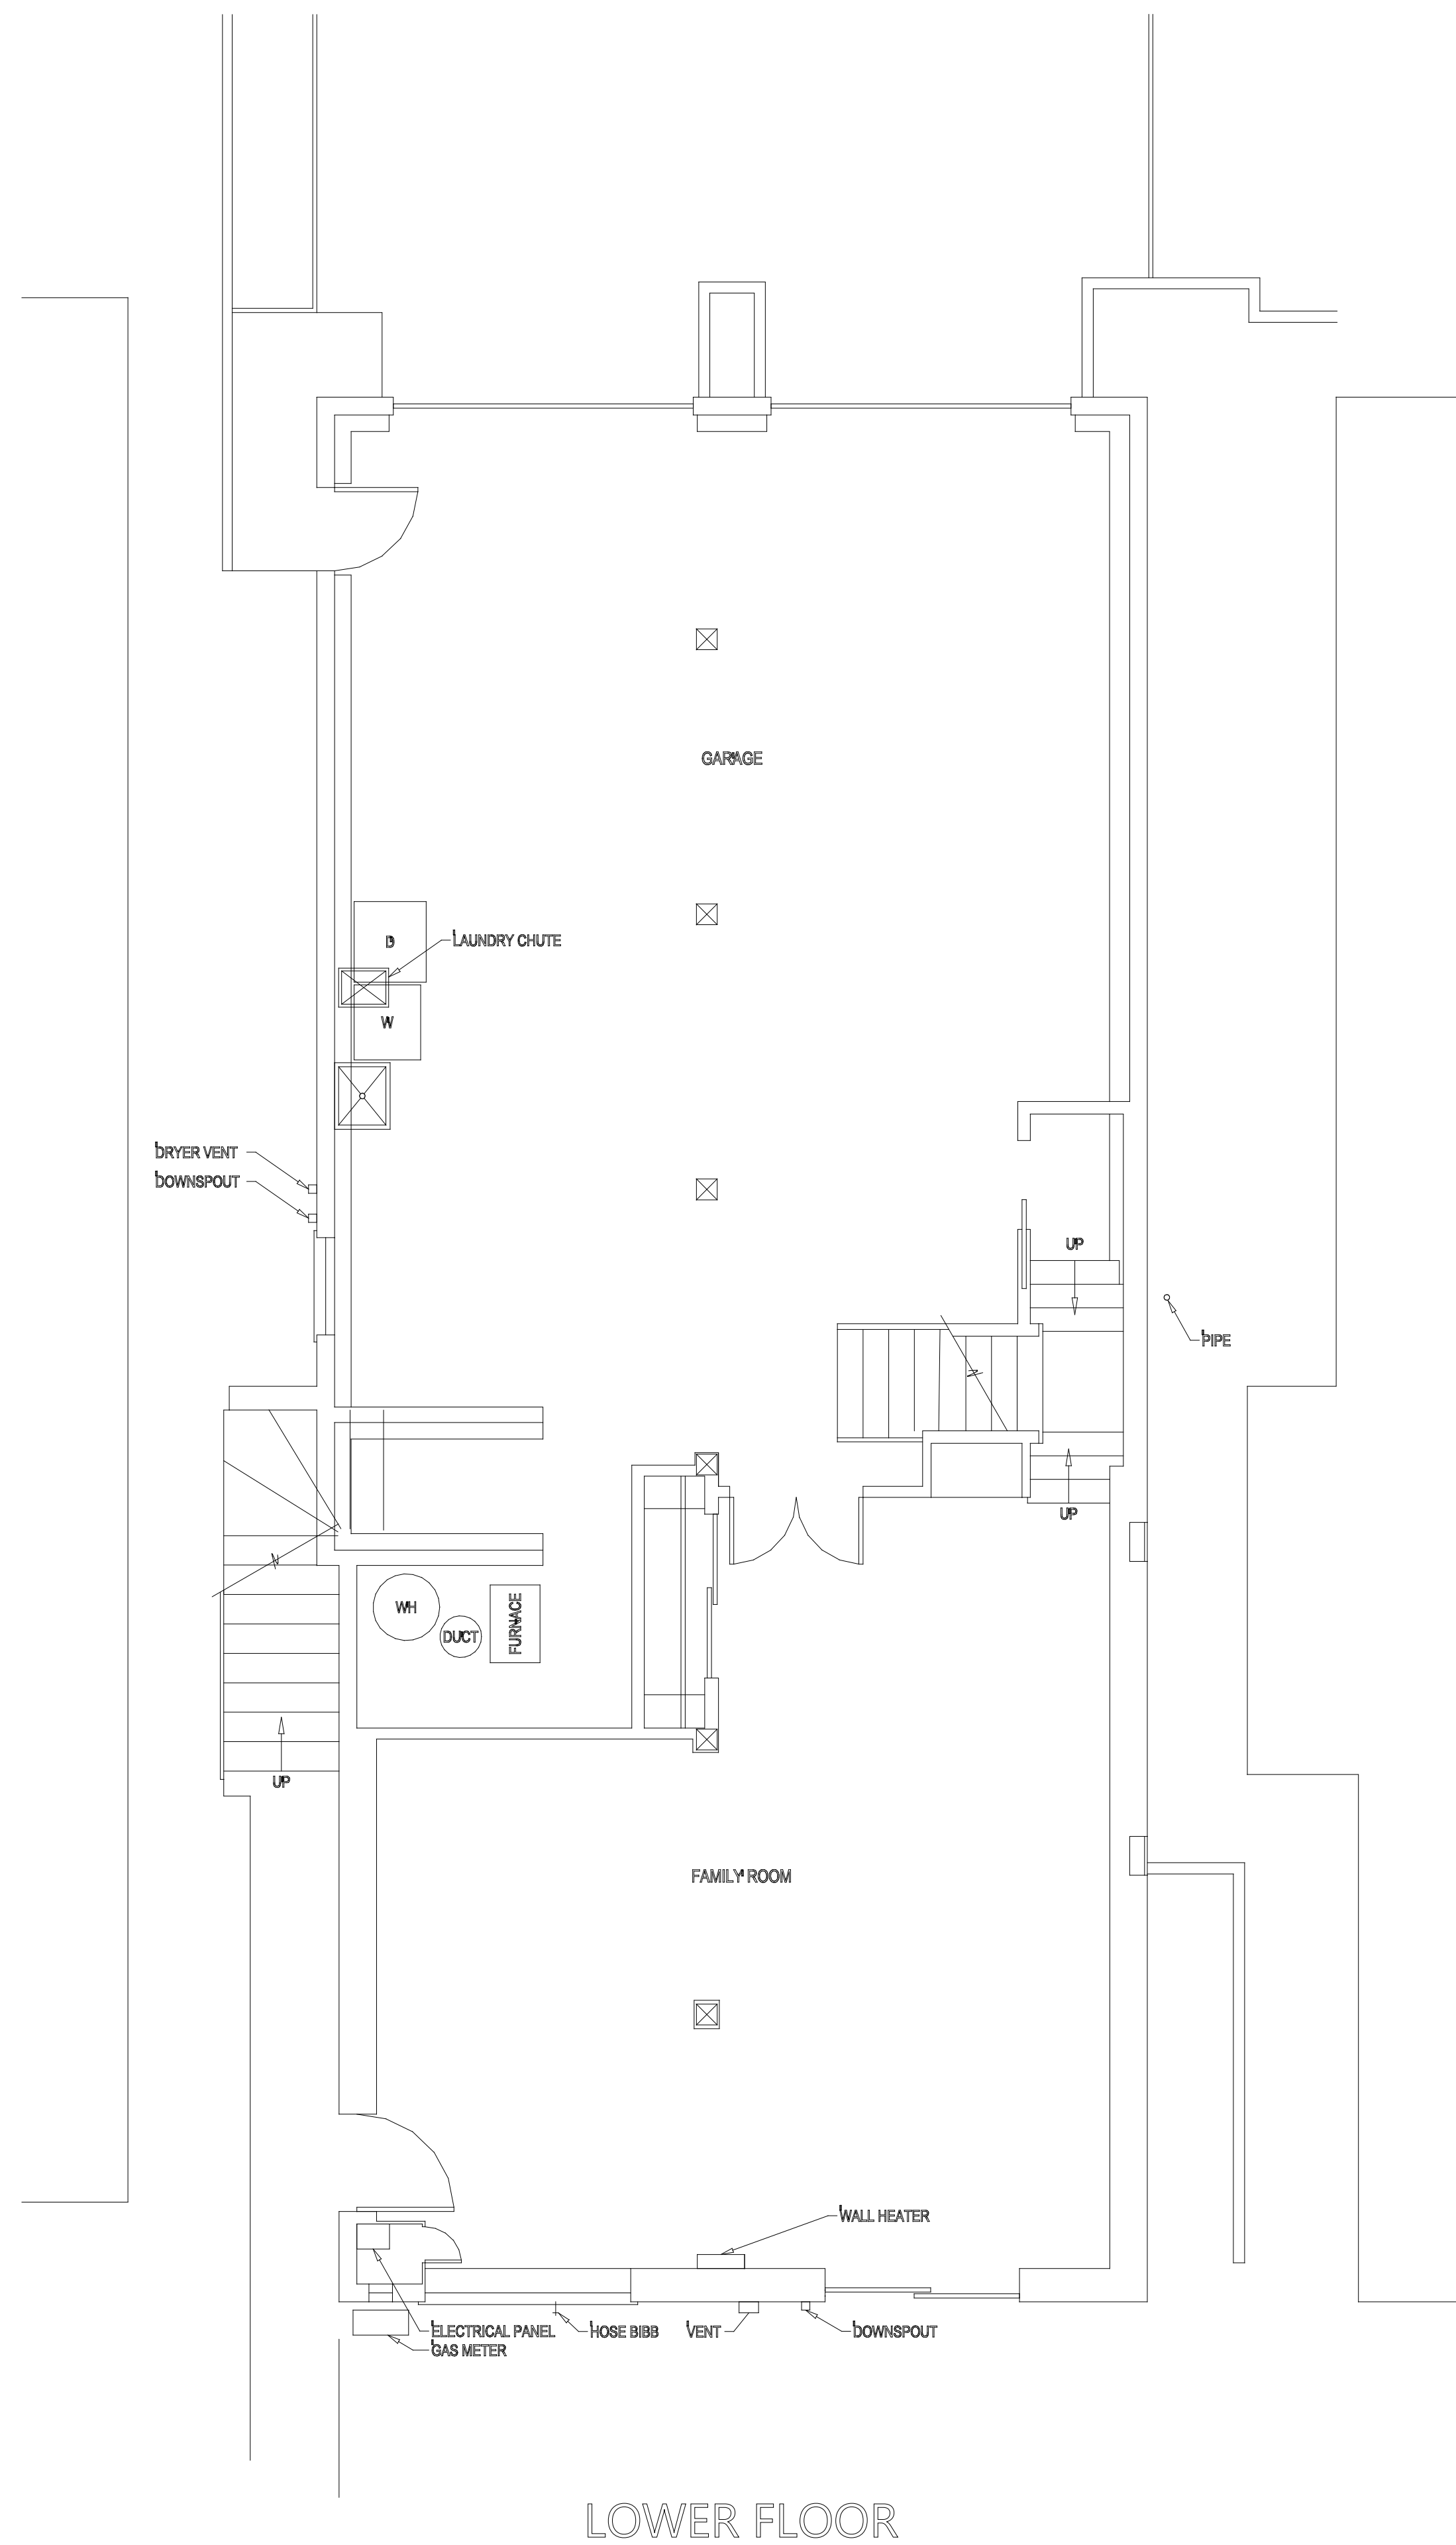 GARAGE
D
LAUNDRY CHUTE
W
DRYER VENT
DOWNSPOUT
UP
PIPE
UP
WH
DUCT
FURNACE
UP
FAMILY ROOM
WALL HEATER
ELECTRICAL PANEL
HOSE BIBB
VENT
DOWNSPOUT
GAS METER
LOWER FLOOR